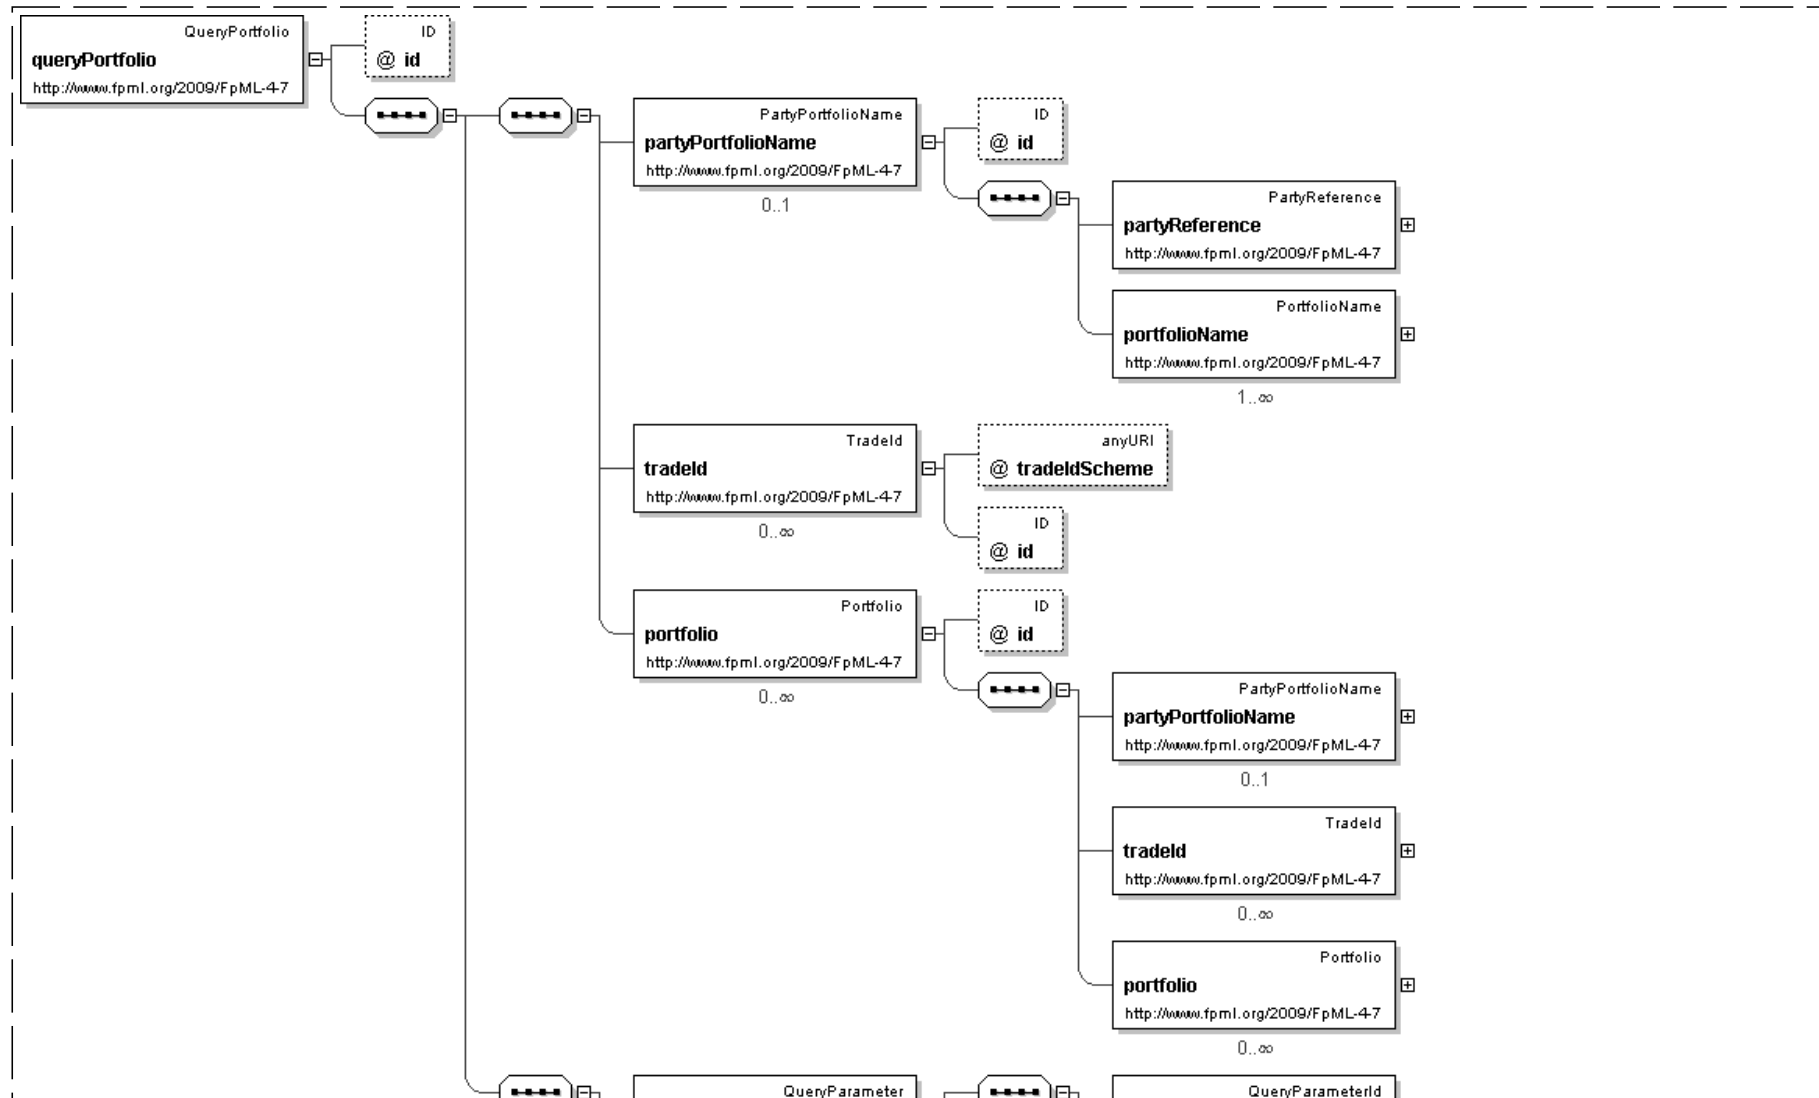 QueryPortfolio
queryPortfolio
http://www.fpml.org/2009/FpML-4-7
ID
@ id
PartyPortfolioName
partyPortfolioName
http://www.fpml.org/2009/FpML-4-7
0..1
ID
@ id
PartyReference
partyReference
http://www.fpml.org/2009/FpML-4-7
PortfolioName
portfolioName
http://www.fpml.org/2009/FpML-4-7
1..∞
TradeId
tradeId
http://www.fpml.org/2009/FpML-4-7
0..∞
anyURI
@ tradeIdScheme
ID
@ id
Portfolio
portfolio
http://www.fpml.org/2009/FpML-4-7
0..∞
ID
@ id
PartyPortfolioName
partyPortfolioName
http://www.fpml.org/2009/FpML-4-7
0..1
TradeId
tradeId
http://www.fpml.org/2009/FpML-4-7
0..∞
Portfolio
portfolio
http://www.fpml.org/2009/FpML-4-7
0..∞
QueryParameter
QueryParameterId